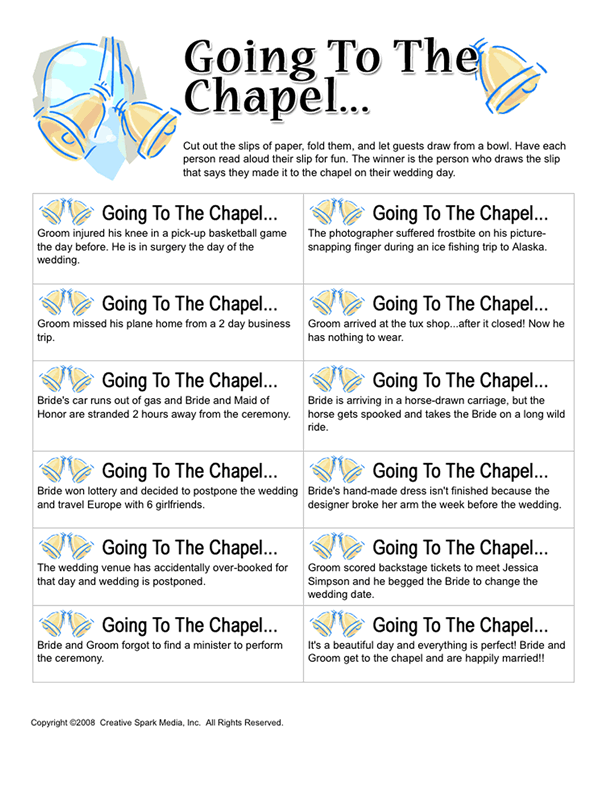 Going To The
Chapel...
Cut out the slips of paper, fold them, and let guests draw from a bowl. Have each
person read aloud their slip for fun. The winner is the person who draws the slip
that says they made it to the chapel on their wedding day.
Going To The Chapel...
Groom injured his knee in a pick-up basketball game
the day before. He is in surgery the day of the
wedding.
Going To The Chapel...
The photographer suffered frostbite on his picture-
snapping finger during an ice fishing trip to Alaska.
Going To The Chapel...
Groom missed his plane home from a 2 day business
trip.
Going To The Chapel...
Groom arrived at the tux shop...after it closed! Now he
has nothing to wear.
Going To The Chapel...
Bride's car runs out of gas and Bride and Maid of
Honor are stranded 2 hours away from the ceremony.
Going To The Chapel...
Bride is arriving in a horse-drawn carriage, but the
horse gets spooked and takes the Bride on a long wild
ride.
Going To The Chapel...
Bride won lottery and decided to postpone the wedding
and travel Europe with 6 girlfriends.
Going To The Chapel...
Bride's hand-made dress isn't finished because the
designer broke her arm the week before the wedding.
Going To The Chapel...
The wedding venue has accidentally over-booked for
that day and wedding is postponed.
Going To The Chapel...
Groom scored backstage tickets to meet Jessica
Simpson and he begged the Bride to change the
wedding date.
Going To The Chapel...
Bride and Groom forgot to find a minister to perform
the ceremony.
Going To The Chapel...
It's a beautiful day and everything is perfect! Bride and
Groom get to the chapel and are happily married!!
Copyright ©2008 Creative Spark Media, Inc. All Rights Reserved.